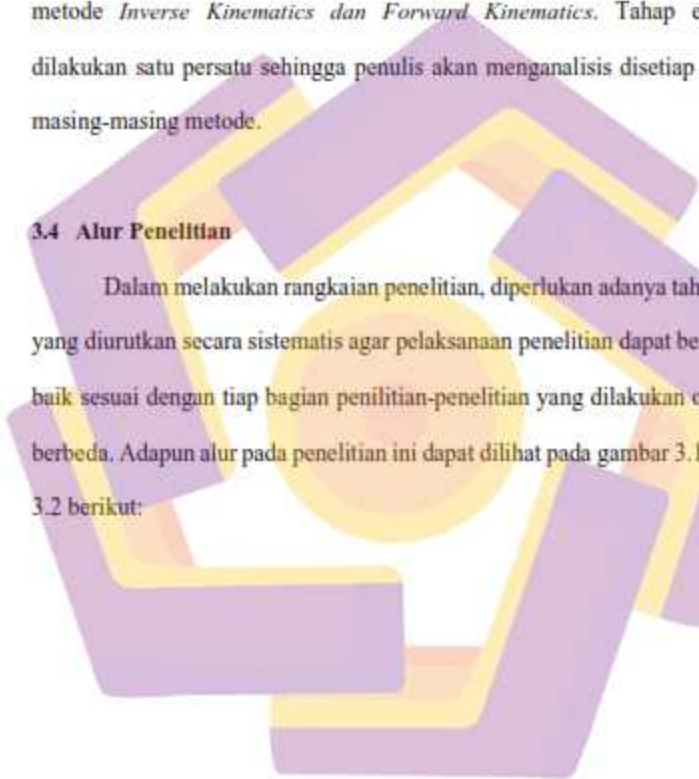 metode Inverse Kinematics dan Forward Kinematics. Tahap
dilakukan satu persatu sehingga penulis akan menganalisis disetiap
masing-masing metode.
3.4 Alur Penelitian
Dalam melakukan rangkaian penelitian, diperlukan adanya
yang diurutkan secara sistematis agar pelaksanaan penelitian dapat
baik sesuai dengan tiap bagian penilitian-penelitian yang dilakukan
berbeda. Adapun alur pada penelitian ini dapat dilihat pada gambar 3.1
3.2 berikut: